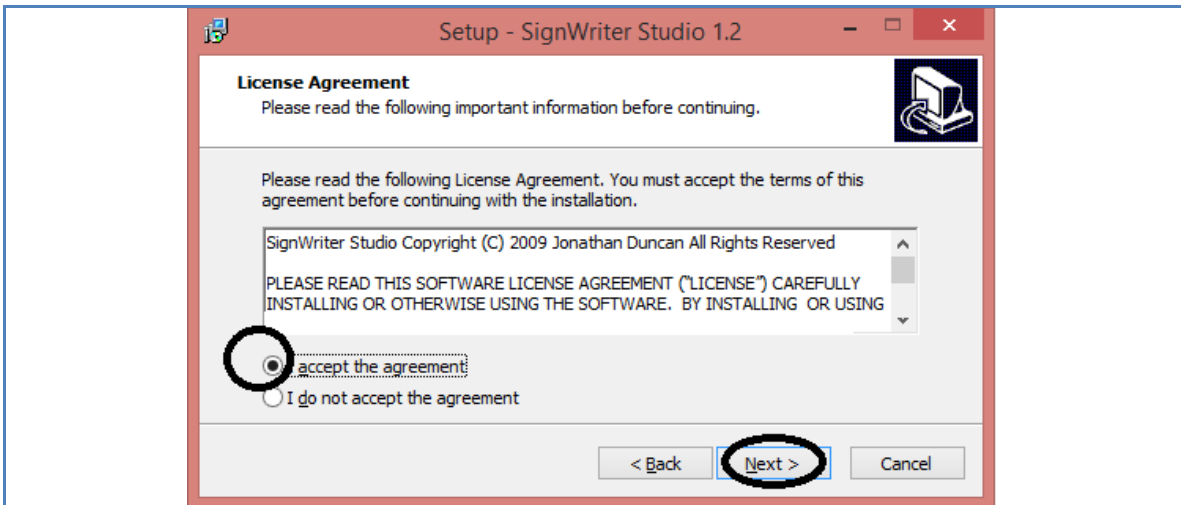 Setup - SignWriter Studio 1.2
License Agreement
Please read the following important information before continuing.
Please read the following License Agreement. You must accept the terms of this
agreement before continuing with the installation.
SignWriter Studio Copyright (C) 2009 Jonathan Duncan All Rights Reserved
PLEASE READ THIS SOFTWARE LICENSE AGREEMENT ("LICENSE") CAREFULLY
INSTALLING OR OTHERWISE USING THE SOFTWARE. BY INSTALLING OR USING
accept the agreement
I do not accept the agreement
< Back Next > Cancel